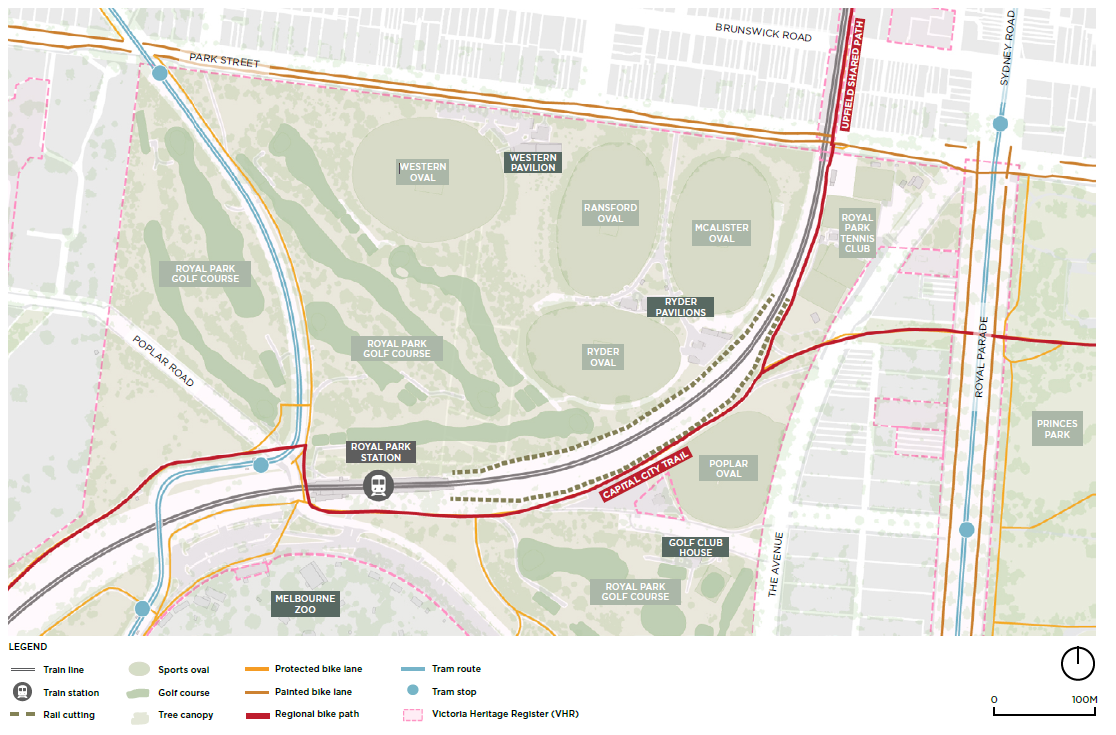 BRUNSWICK ROAD
SYDNEY ROAD
UPFIELD SHARED PATH
PARK STREET
WESTERN
OVAL
WESTERN
PAVILION
RANSFORD
OVAL
MCALISTER
OVAL
ROYAL
PARK
TENNIS
CLUB
ROYAL PARK
GOLF COURSE
RYDER
PAVILIONS
POPLAR ROAD
ROYAL PARK
GOLF COURSE
RYDER
OVAL
ROYAL PARADE
PRINCES
PARK
ROYAL PARK
STATION
CAPITAL CITY TRAIL
POPLAR
OVAL
GOLF CLUB
HOUSE
THE AVENUE
MELBOURNE
ZOO
ROYAL PARK
GOLF COURSE
LEGEND
Train line
Train station
Rail cutting
Sports oval
Golf course
Tree canopy
Protected bike lane
Painted bike lane
Regional bike path
Tram route
Tram stop
Victoria Heritage Register (VHR)
0 100M